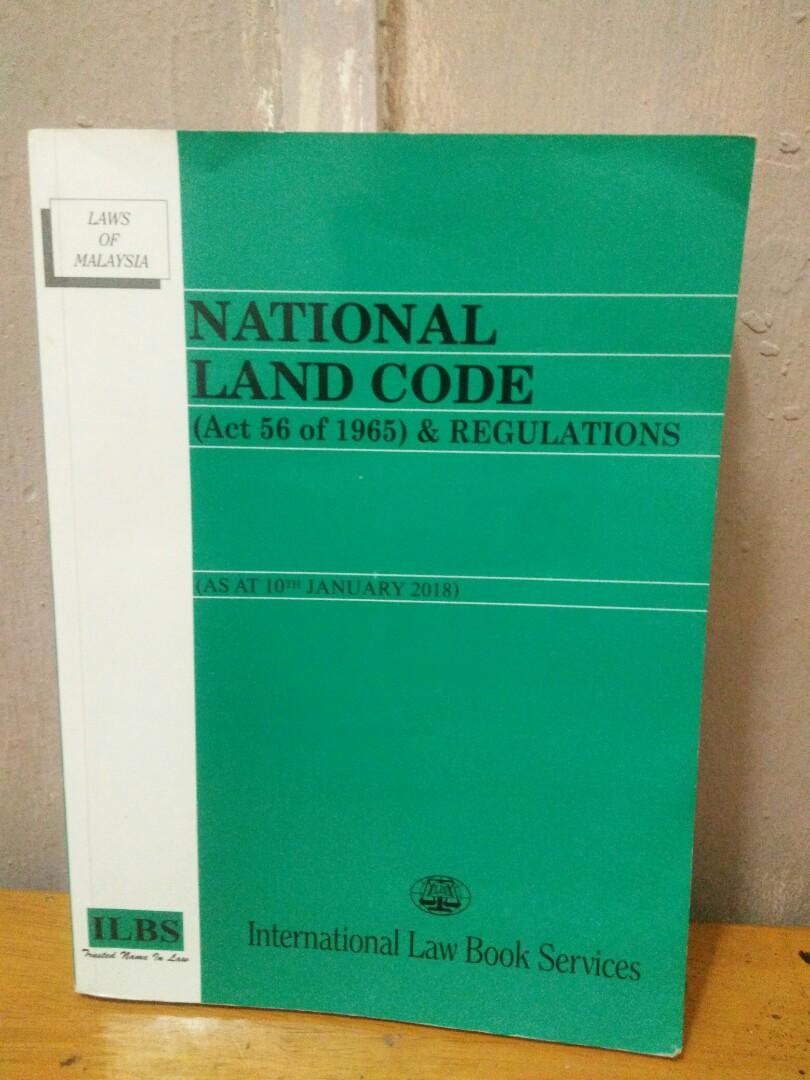 LAWS
OF
MALAYSIA
NATIONAL
LAND CODE
(Act 56 of 1965) & REGULATIONS
(AS AT 10TH JANUARY 2018)
International Law Book Services
ILBS
Trusted Name In Law